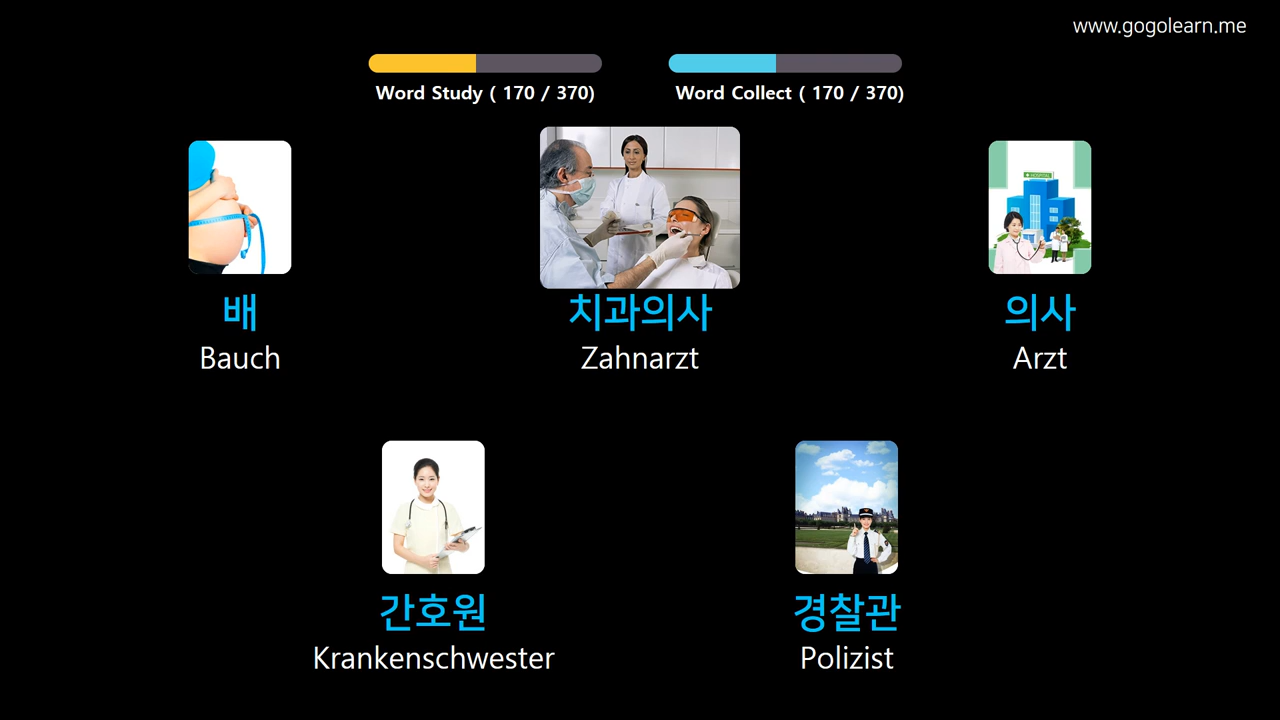 www.gogolearn.me
Word Study ( 170 / 370)
Word Collect ( 170 / 370)
HOSPITAL
배
Bauch
치과의사
Zahnarzt
의사
Arzt
간호원
Krankenschwester
경찰관
Polizist